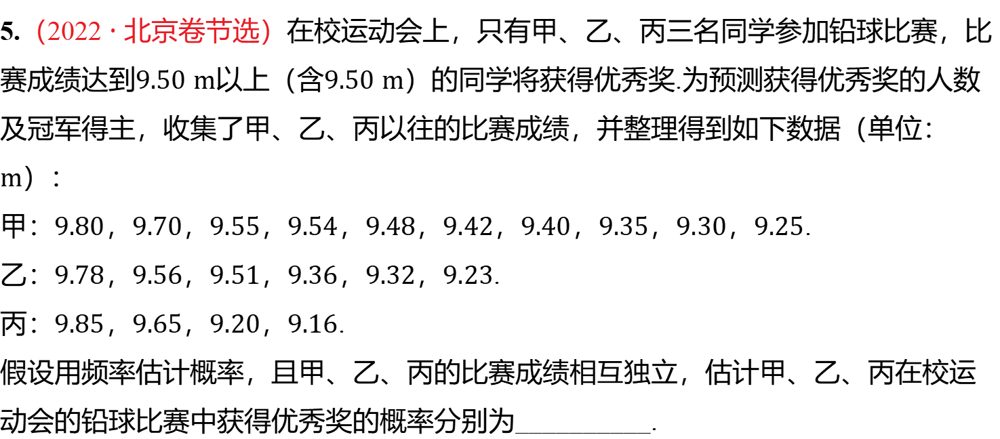 5.（2022 · 北京卷节选）在校运动会上，只有甲、乙、丙三名同学参加铅球比赛，比
赛成绩达到9.50 m以上（含9.50 m）的同学将获得优秀奖.为预测获得优秀奖的人数
及冠军得主，收集了甲、乙、丙以往的比赛成绩，并整理得到如下数据（单位：
m）：
甲：9.80，9.70，9.55，9.54，9.48，9.42，9.40，9.35，9.30，9.25.
乙：9.78，9.56，9.51，9.36，9.32，9.23.
丙：9.85，9.65，9.20，9.16.
假设用频率估计概率，且甲、乙、丙的比赛成绩相互独立，估计甲、乙、丙在校运
动会的铅球比赛中获得优秀奖的概率分别为__________.